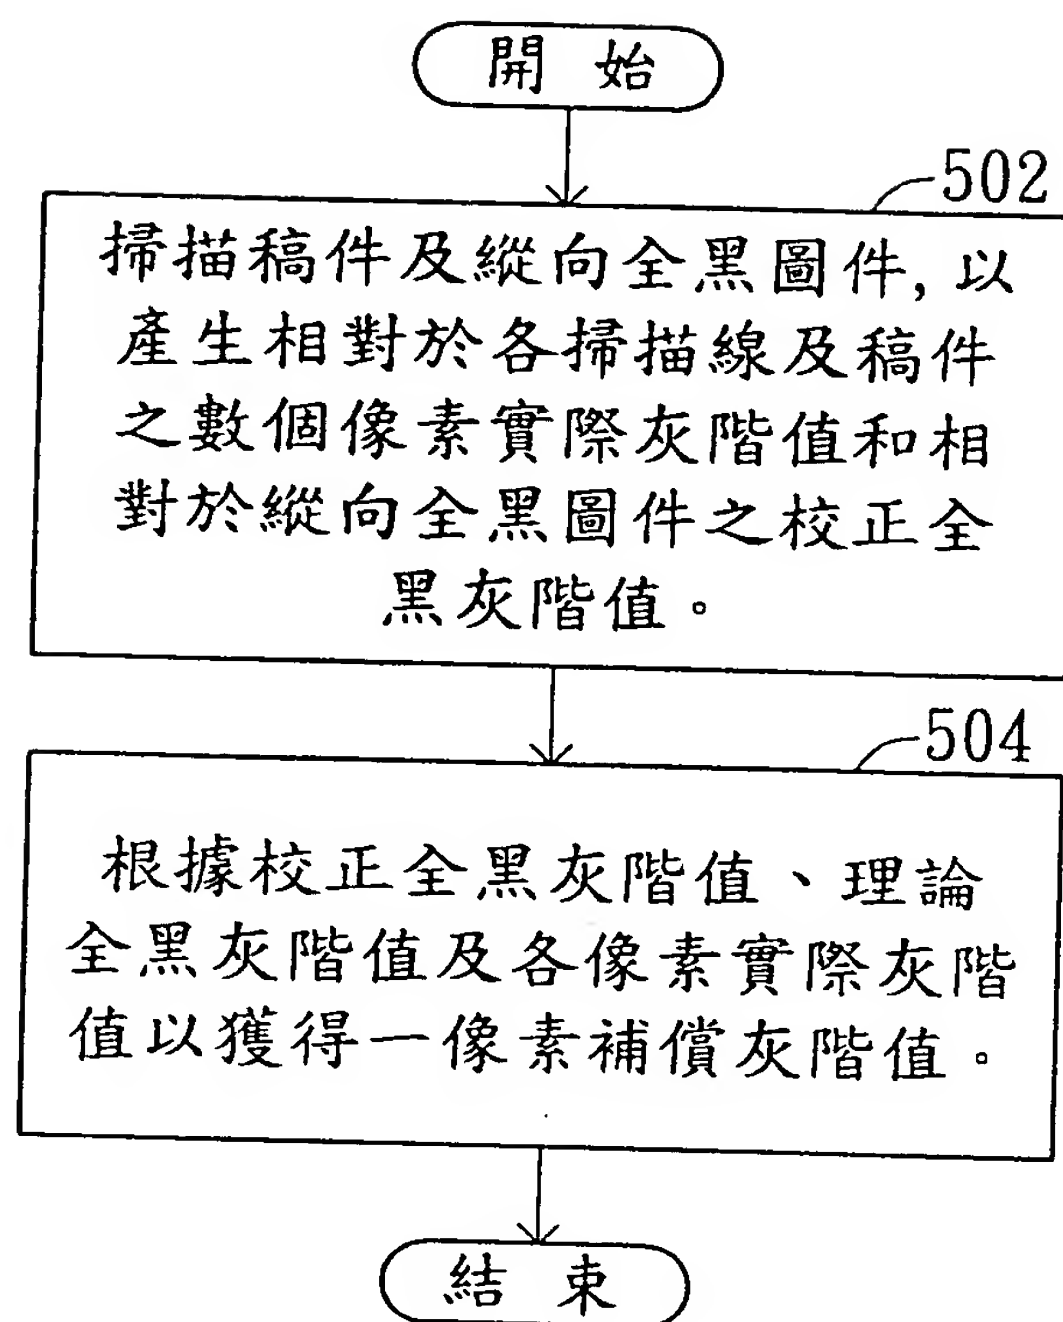 開 始
502
掃描稿件及縱向全黑圖件,以
產生相對於各掃描線及稿件
之數個像素實際灰階值和相
對於縱向全黑圖件之校正全
黑灰階值。
504
根據校正全黑灰階值、理論
全黑灰階值及各像素實際灰階
值以獲得一像素補償灰階值。
結 束